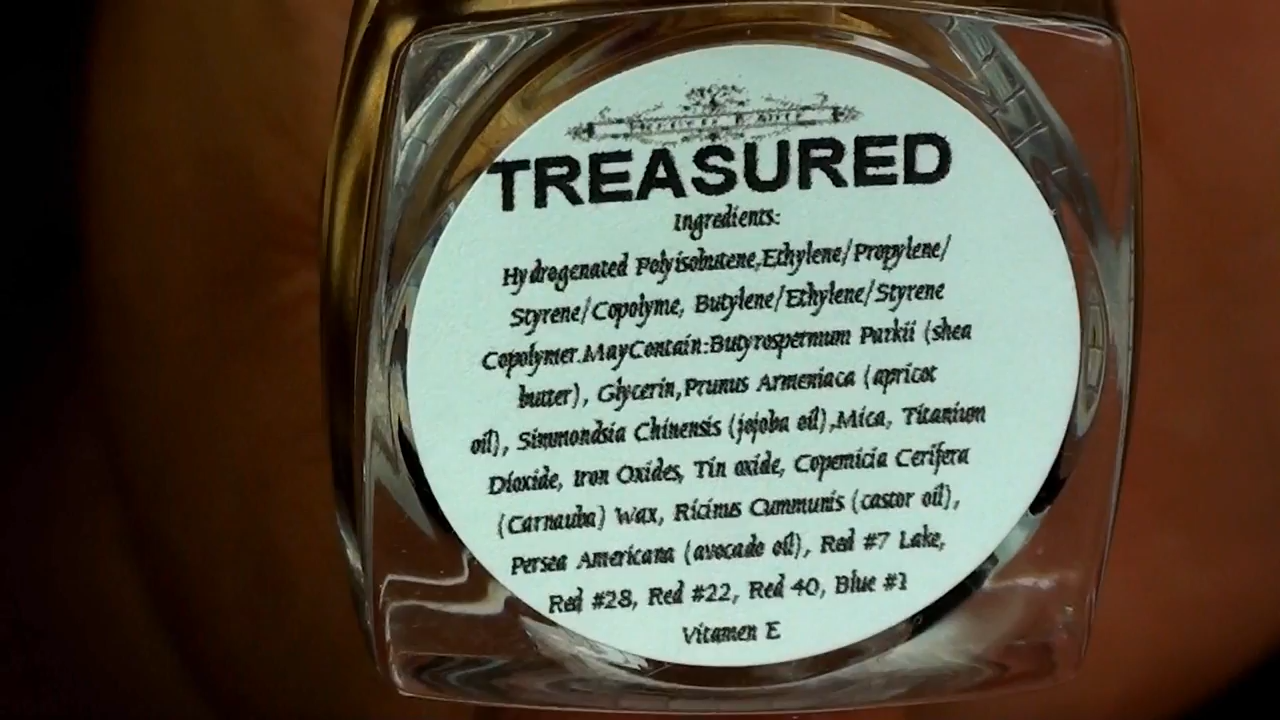 TREASURED
Ingredients:
Hydrogenated Polyisobutene,Ethylene/Propylene/
Styrene/Copolyme, Butylene/Ethylene/Styrene
Copolymer.MayContain:Butyrospermum Parkii (shea
butter), Glycerin,Prunus Armeniaca (apricot
oil), Simmondsia Chinensis (jojoba oil),Mica, Titanium
Dioxide, Iron Oxides, Tin oxide, Copernicia Cerifera
(Carnauba) Wax, Ricinus Cummunis (castor oil),
Persea Americana (avocado oil), Red #7 Lake,
Red #28, Red #22, Red 40, Blue #1
Vitamen E